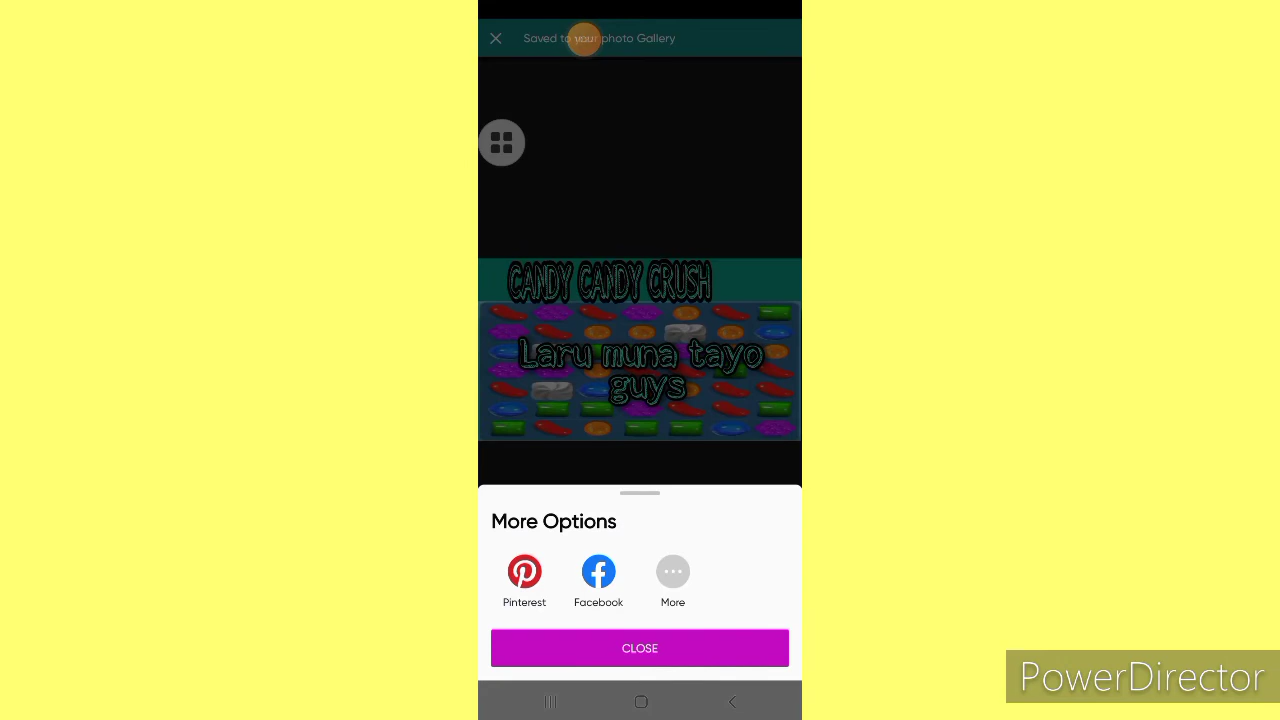 Saved to your photo Gallery
CANDY CANDY CRUSH
Laru muna tayo
guys
More Options
Pinterest
Facebook
More
CLOSE
PowerDirector